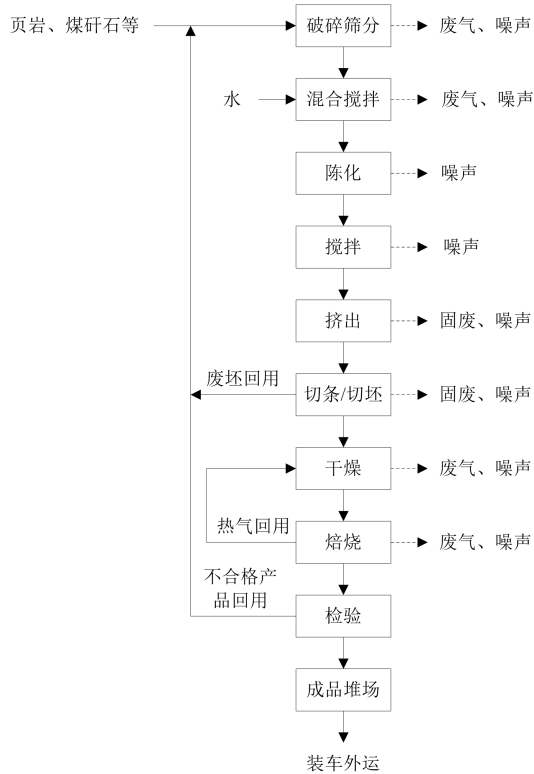 页岩、煤矸石等
破碎筛分
废气、噪声
水
混合搅拌
废气、噪声
陈化
噪声
搅拌
噪声
挤出
固废、噪声
废坯回用
切条/切坯
固废、噪声
干燥
废气、噪声
热气回用
焙烧
废气、噪声
不合格产
品回用
检验
成品堆场
装车外运